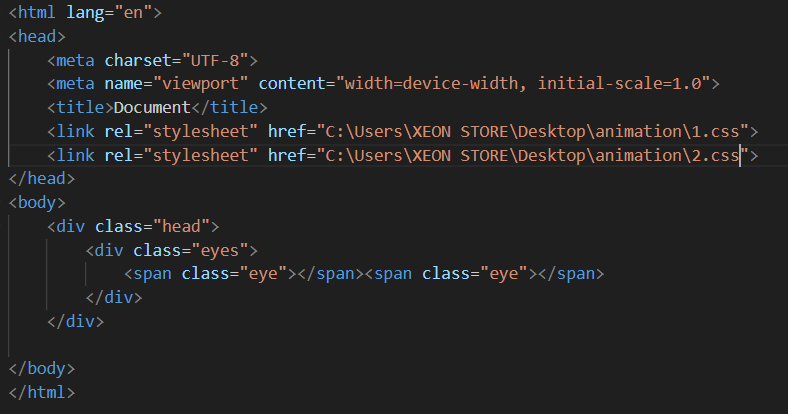 <html lang="en">
<head>
    <meta charset="UTF-8">
    <meta name="viewport" content="width=device-width, initial-scale=1.0">
    <title>Document</title>
    <link rel="stylesheet" href="C:\Users\XEON STORE\Desktop\animation\1.css">
    <link rel="stylesheet" href="C:\Users\XEON STORE\Desktop\animation\2.css">
</head>
<body>
    <div class="head">
        <div class="eyes">
            <span class="eye"></span><span class="eye"></span>
        </div>
    </div>

</body>
</html>